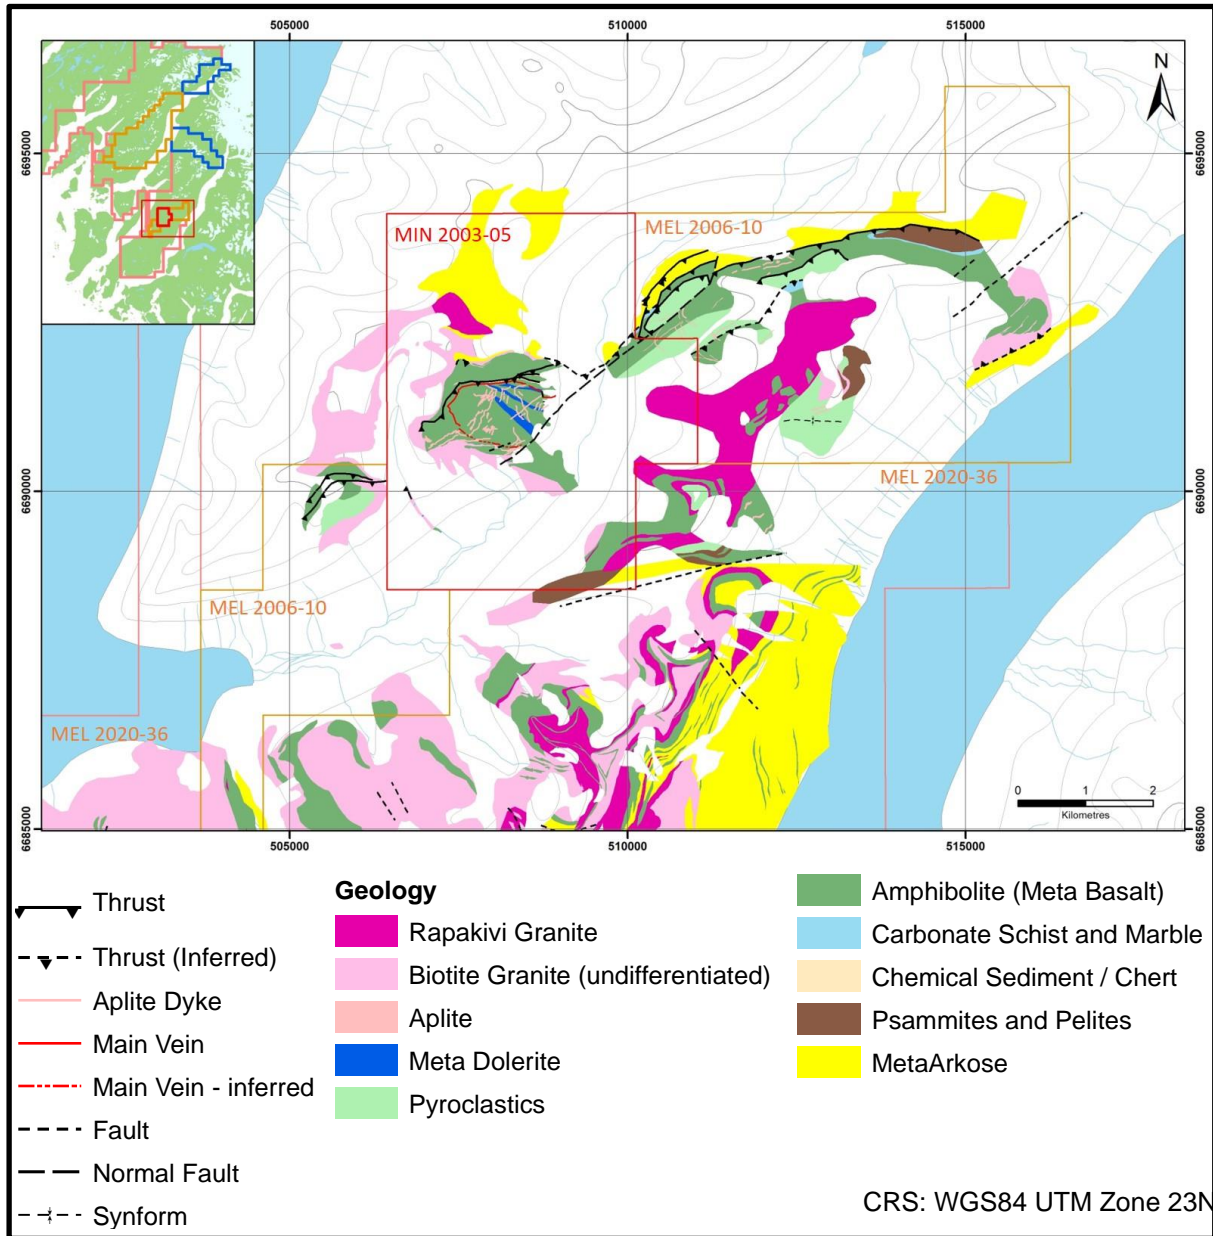 505000
510000
515000
N
6695000
6695000
MIN 2003-05
MEL 2006-10
6690000
6690000
MEL 2020-36
MEL 2006-10
MEL 2020-36
0 1 2
Kilometres
6685000
6685000
505000
510000
515000
Thrust
Thrust (Inferred)
Aplite Dyke
Main Vein
Main Vein - inferred
Fault
Normal Fault
Synform
Geology
Rapakivi Granite
Biotite Granite (undifferentiated)
Aplite
Meta Dolerite
Pyroclastics
Amphibolite (Meta Basalt)
Carbonate Schist and Marble
Chemical Sediment / Chert
Psammites and Pelites
MetaArkose
CRS: WGS84 UTM Zone 23N